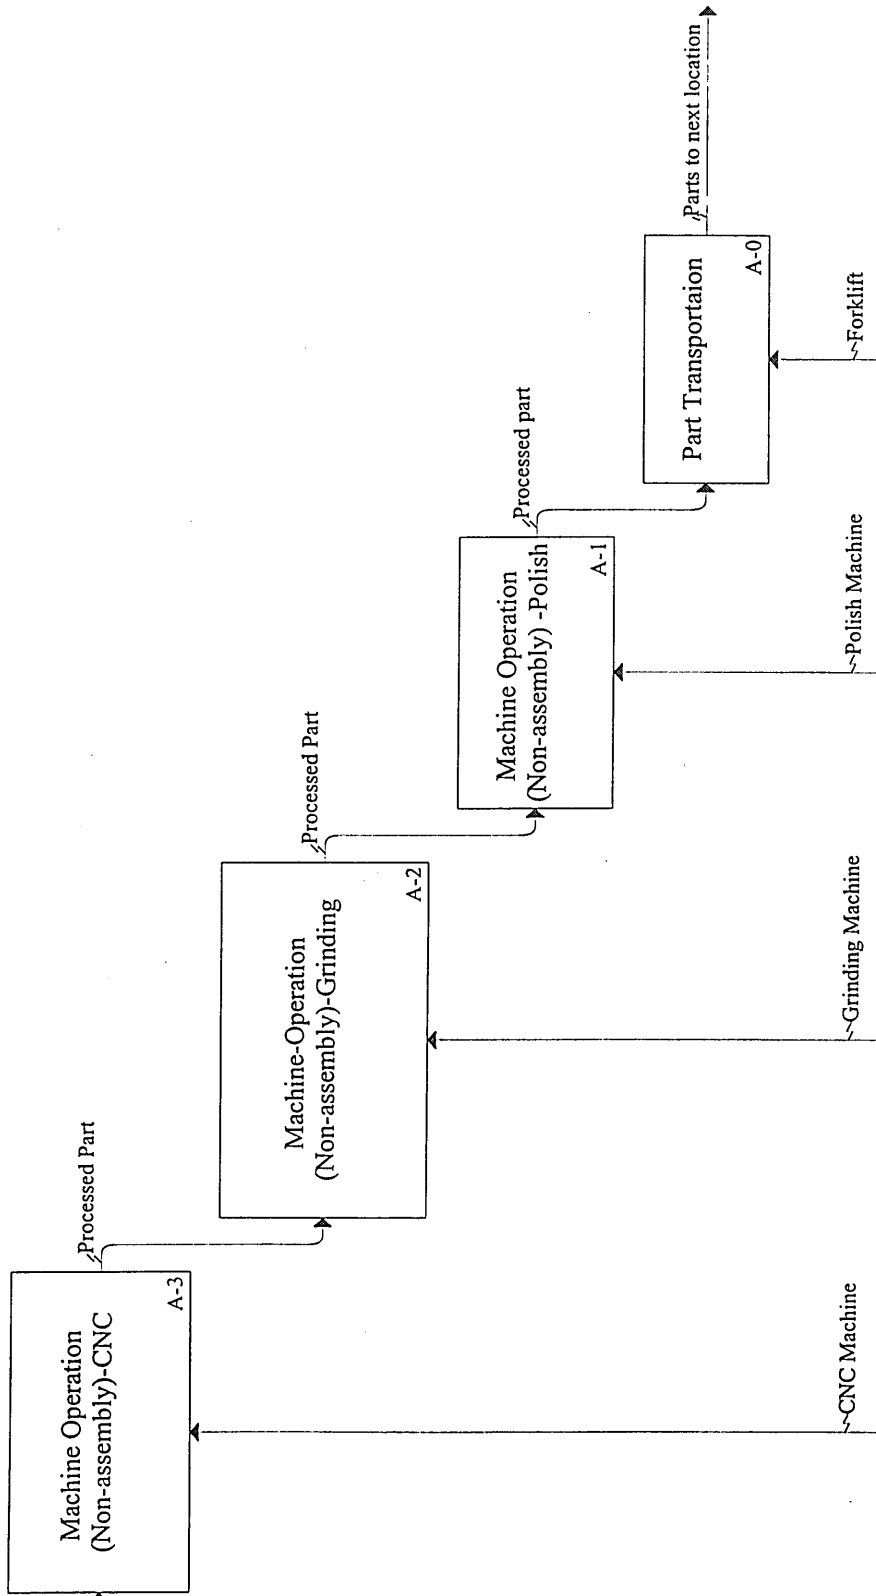 Machine Operation
(Non-assembly)-CNC
A-3
Processed Part
Machine-Operation
(Non-assembly)-Grinding
A-2
Processed Part
Machine Operation
(Non-assembly) -Polish
A-1
Processed part
Part Transportaion
A-0
Parts to next location
CNC Machine
Grinding Machine
Polish Machine
Forklift